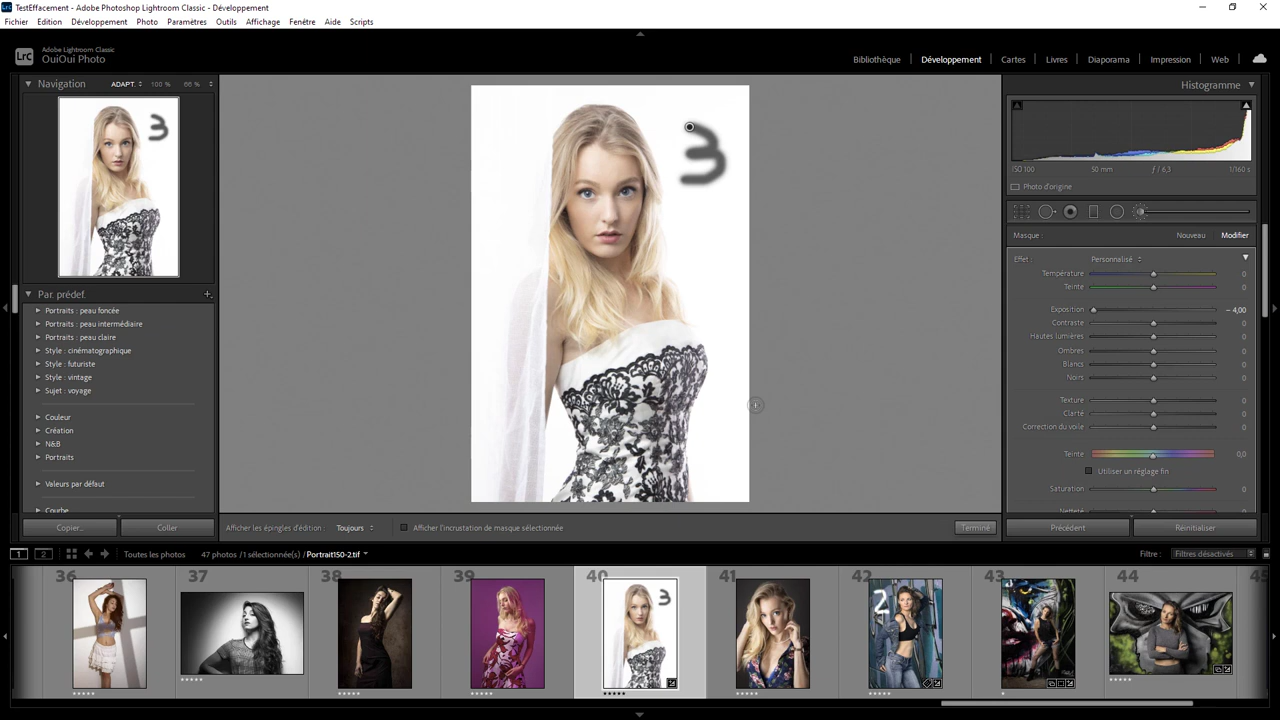 TestEffacement - Adobe Photoshop Lightroom Classic - Développement
Fichier Edition Développement Photo Paramètres Outils Affichage Fenêtre Aide Scripts
Lrc Adobe Lightroom Classic
OuiOui Photo
Bibliothèque | Développement | Cartes | Livres | Diaporama | Impression | Web
Navigation ADAPT. 100 % 66 %
3
3
Histogramme
ISO 100 50 mm ƒ / 6,3 1/160 s
Photo d'origine
Masque : Nouveau Modifier
Effet : Personnalisé
Température 0
Teinte 0
Exposition – 4,00
Contraste 0
Hautes lumières 0
Ombres 0
Blancs 0
Noirs 0
Texture 0
Clarté 0
Correction du voile 0
Teinte 0,0
Utiliser un réglage fin
Saturation 0
Netteté
Précédent Réinitialiser
Par. prédéf.
Portraits : peau foncée
Portraits : peau intermédiaire
Portraits : peau claire
Style : cinématographique
Style : futuriste
Style : vintage
Sujet : voyage
Couleur
Création
N&B
Portraits
Valeurs par défaut
Courbe
Copier... Coller
Afficher les épingles d'édition : Toujours Afficher l'incrustation de masque sélectionnée Terminé
1 2 Toutes les photos 47 photos /1 sélectionnée(s) /Portrait150-2.tif Filtre : Filtres désactivés
36 37 38 39 40 41 42 43 44 45
3 2